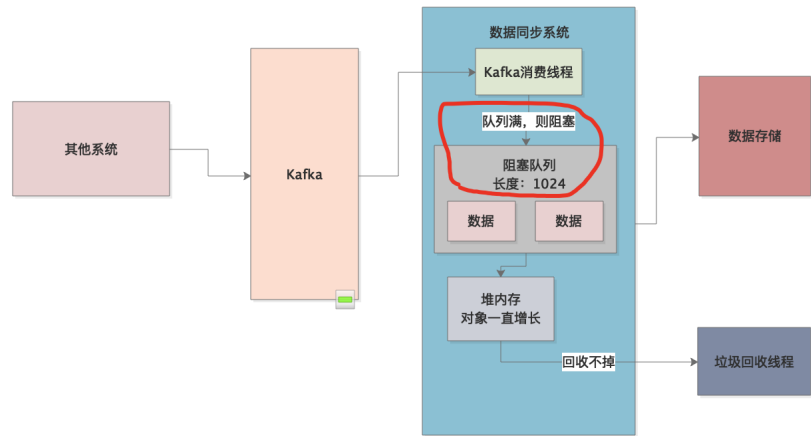 数据同步系统
Kafka消费线程
其他系统
Kafka
队列满，则阻塞
阻塞队列
长度：1024
数据
数据
数据存储
堆内存
对象一直增长
回收不掉
垃圾回收线程